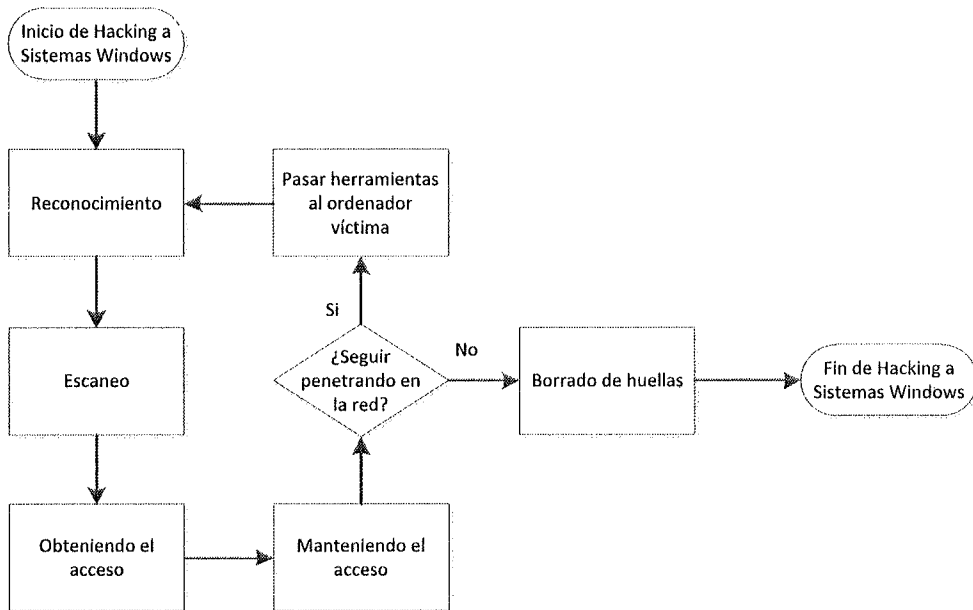 Inicio de Hacking a
Sistemas Windows
Reconocimiento
Pasar herramientas
al ordenador
víctima
Si
Escaneo
¿Seguir
penetrando en
la red?
No
Borrado de huellas
Fin de Hacking a
Sistemas Windows
Obteniendo el
acceso
Manteniendo el
acceso